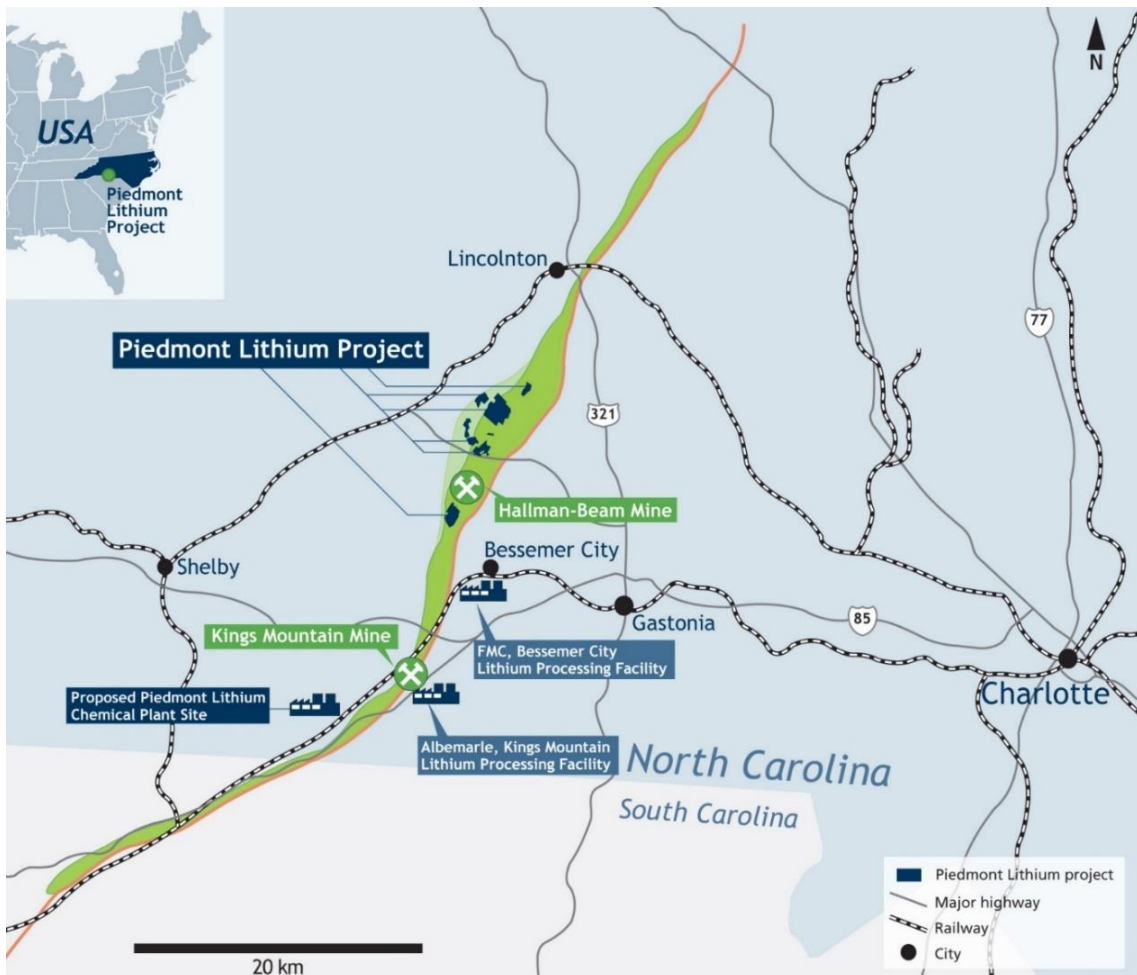 N
USA
Piedmont
Lithium
Project
Lincolnton
Piedmont Lithium Project
77
321
Hallman-Beam Mine
Bessemer City
Shelby
Gastonia
85
Kings Mountain Mine
FMC, Bessemer City
Lithium Processing Facility
Charlotte
Proposed Piedmont Lithium
Chemical Plant Site
Albemarle, Kings Mountain
Lithium Processing Facility
North Carolina
South Carolina
Piedmont Lithium project
Major highway
Railway
City
20 km